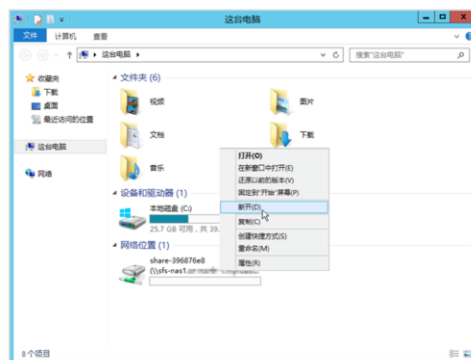 这台电脑
文件 计算机 查看
这台电脑
搜索"这台电脑"
收藏夹
下载
桌面
最近访问的位置
这台电脑
网络
文件夹 (6)
视频
图片
文档
下载
音乐
设备和驱动器 (1)
本地磁盘 (C:)
25.7 GB 可用，共 39.
网络位置 (1)
share-396876e8
(\\sfs-nas1.
打开(O)
在新窗口中打开(E)
还原以前的版本(V)
固定到"开始"屏幕(P)
断开(D)
复制(C)
创建快捷方式(S)
重命名(M)
属性(R)
8 个项目